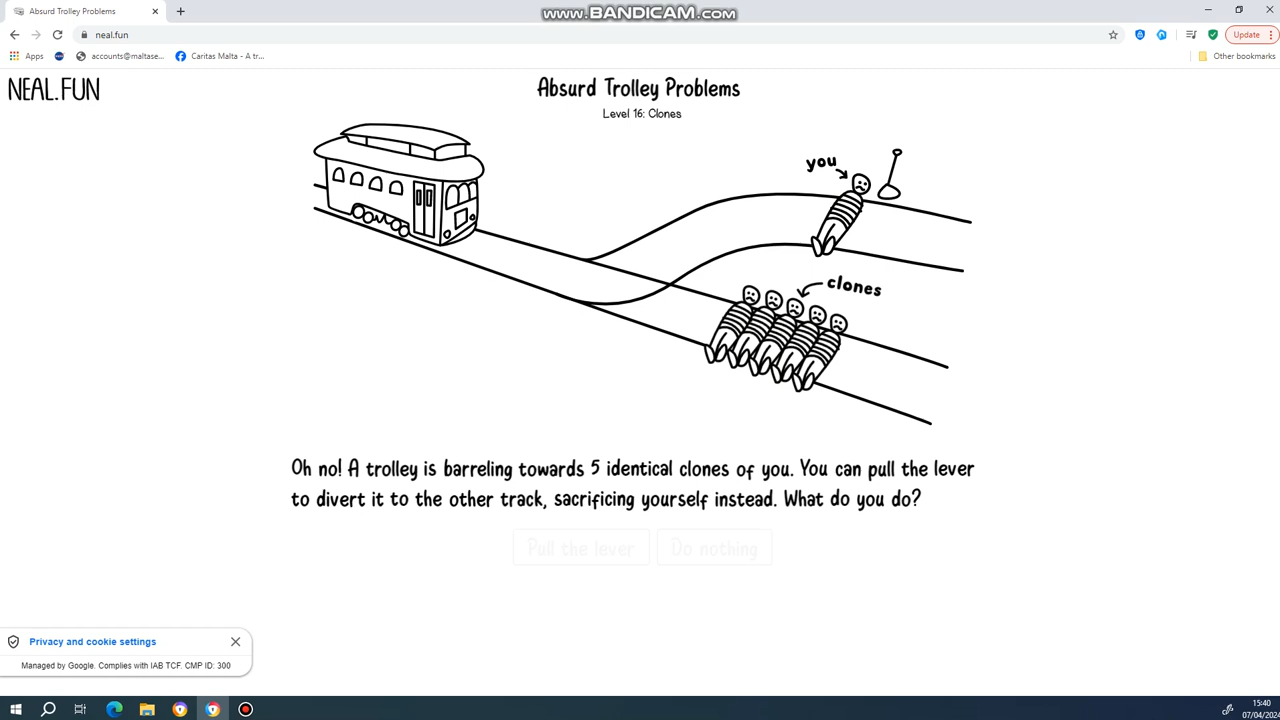 Absurd Trolley Problems
www.BANDICAM.com
neal.fun
Update
Apps
accounts@maltase...
Caritas Malta - A tr...
Other bookmarks
NEAL.FUN
Absurd Trolley Problems
Level 16: Clones
you
clones
Oh no! A trolley is barreling towards 5 identical clones of you. You can pull the lever
to divert it to the other track, sacrificing yourself instead. What do you do?
Pull the lever
Do nothing
Privacy and cookie settings
Managed by Google. Complies with IAB TCF. CMP ID: 300
15:40